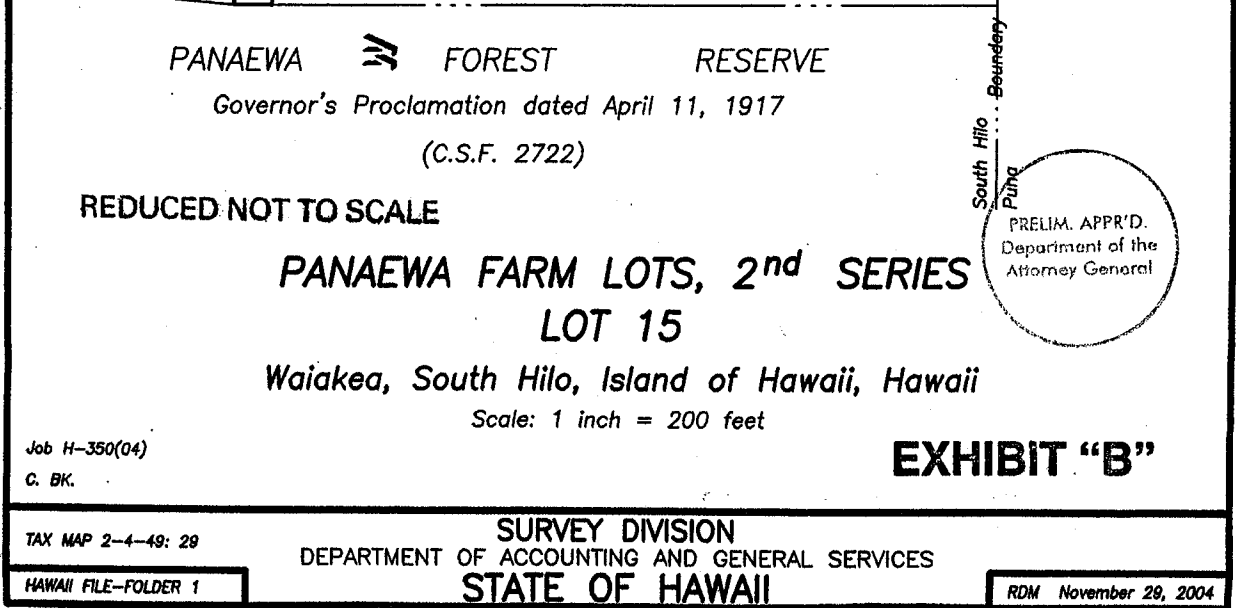 PANAEWA FOREST RESERVE
Governor's Proclamation dated April 11, 1917
(C.S.F. 2722)
South Hilo Boundary
Puna
REDUCED NOT TO SCALE
PRELIM. APPR'D.
Department of the
Attorney General
PANAEWA FARM LOTS, 2nd SERIES
LOT 15
Waiakea, South Hilo, Island of Hawaii, Hawaii
Scale: 1 inch = 200 feet
Job H-350(04)
C. BK.
EXHIBIT "B"
TAX MAP 2-4-49: 29
SURVEY DIVISION
DEPARTMENT OF ACCOUNTING AND GENERAL SERVICES
HAWAII FILE-FOLDER 1
STATE OF HAWAII
RDM November 29, 2004